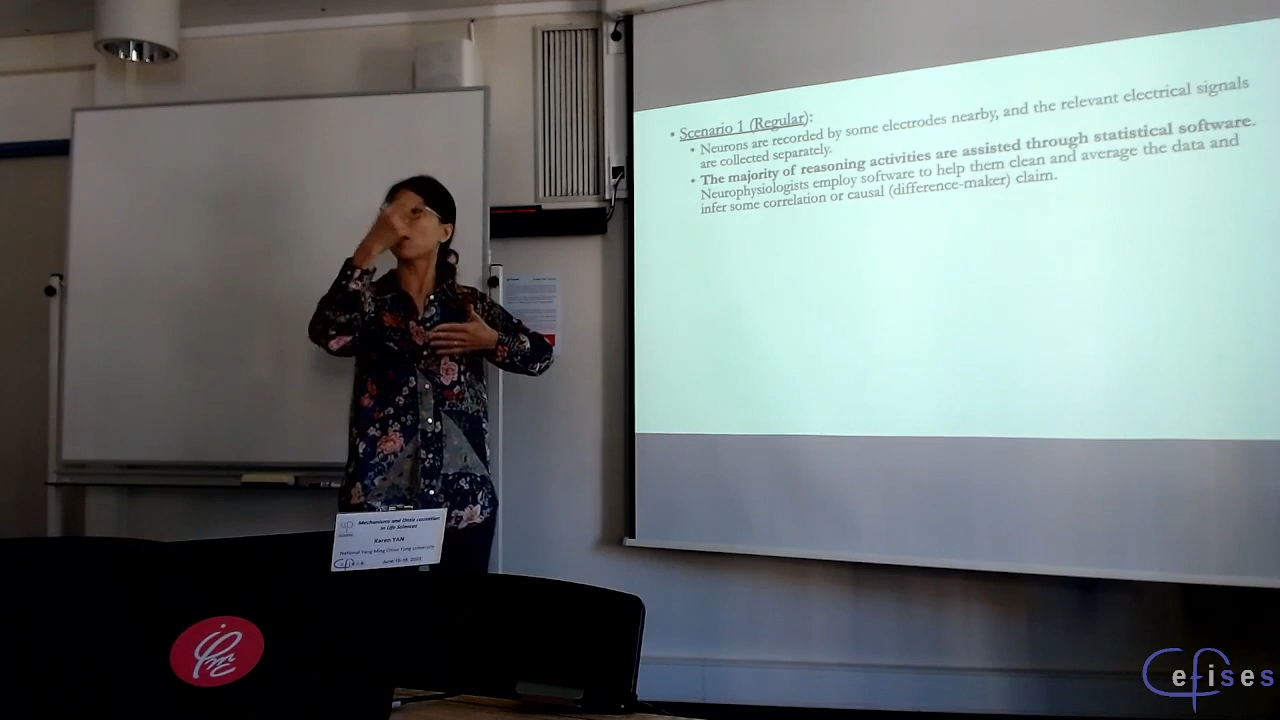 • Scenario 1 (Regular):
• Neurons are recorded by some electrodes nearby, and the relevant electrical signals
are collected separately.
• The majority of reasoning activities are assisted through statistical software.
Neurophysiologists employ software to help them clean and average the data and
infer some correlation or causal (difference-maker) claim.
Mechanisms and Ontic
in Life Sciences
Karen YAN
National Yang Ming Chiao Tung University
Cefises